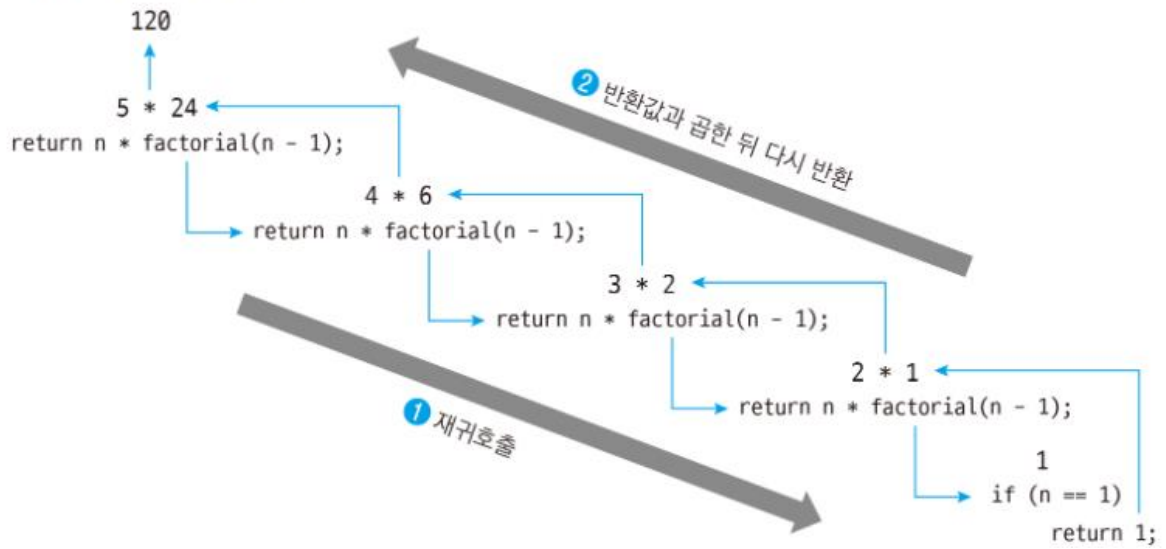 120
5 * 24
return n * factorial(n - 1);
❷ 반환값과 곱한 뒤 다시 반환
4 * 6
return n * factorial(n - 1);
3 * 2
return n * factorial(n - 1);
2 * 1
return n * factorial(n - 1);
❶ 재귀호출
1
if (n == 1)
return 1;